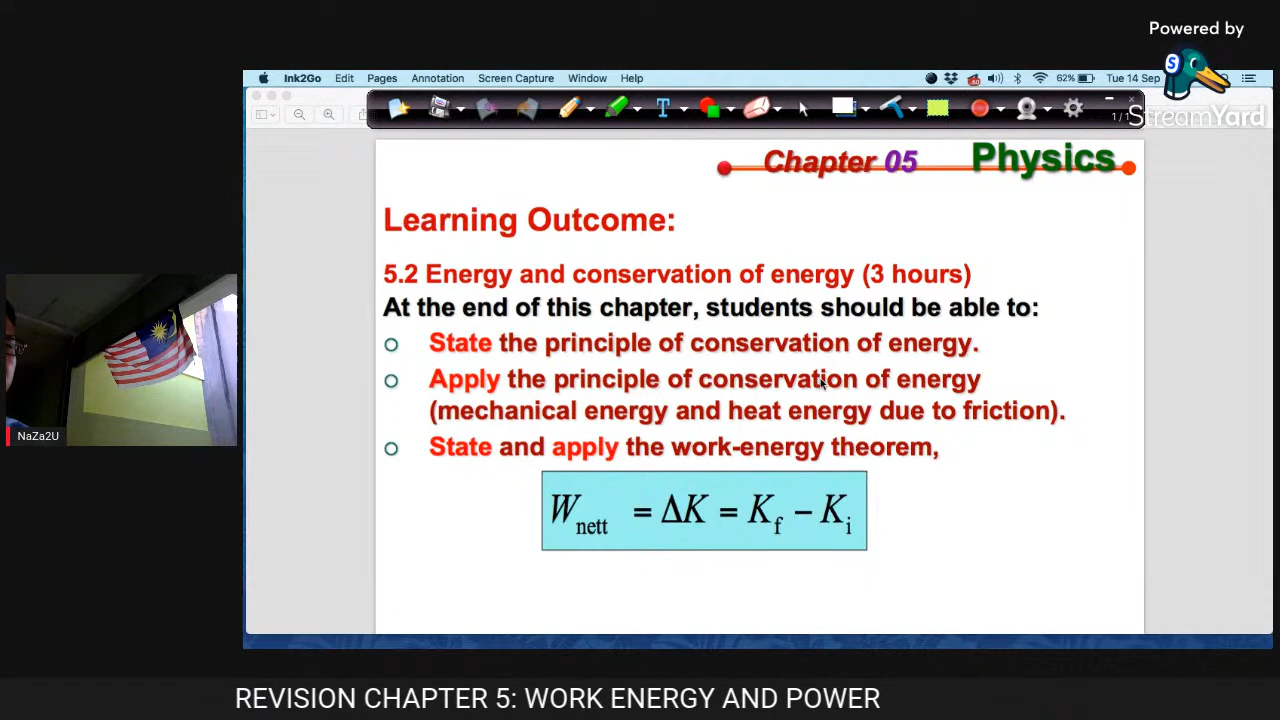 Powered by
StreamYard
Ink2Go Edit Pages Annotation Screen Capture Window Help 62% Tue 14 Sep
1/1
Chapter 05 Physics
Learning Outcome:
5.2 Energy and conservation of energy (3 hours)
At the end of this chapter, students should be able to:
State the principle of conservation of energy.
Apply the principle of conservation of energy
(mechanical energy and heat energy due to friction).
State and apply the work-energy theorem,
W_nett = ΔK = K_f − K_i
NaZa2U
REVISION CHAPTER 5: WORK ENERGY AND POWER